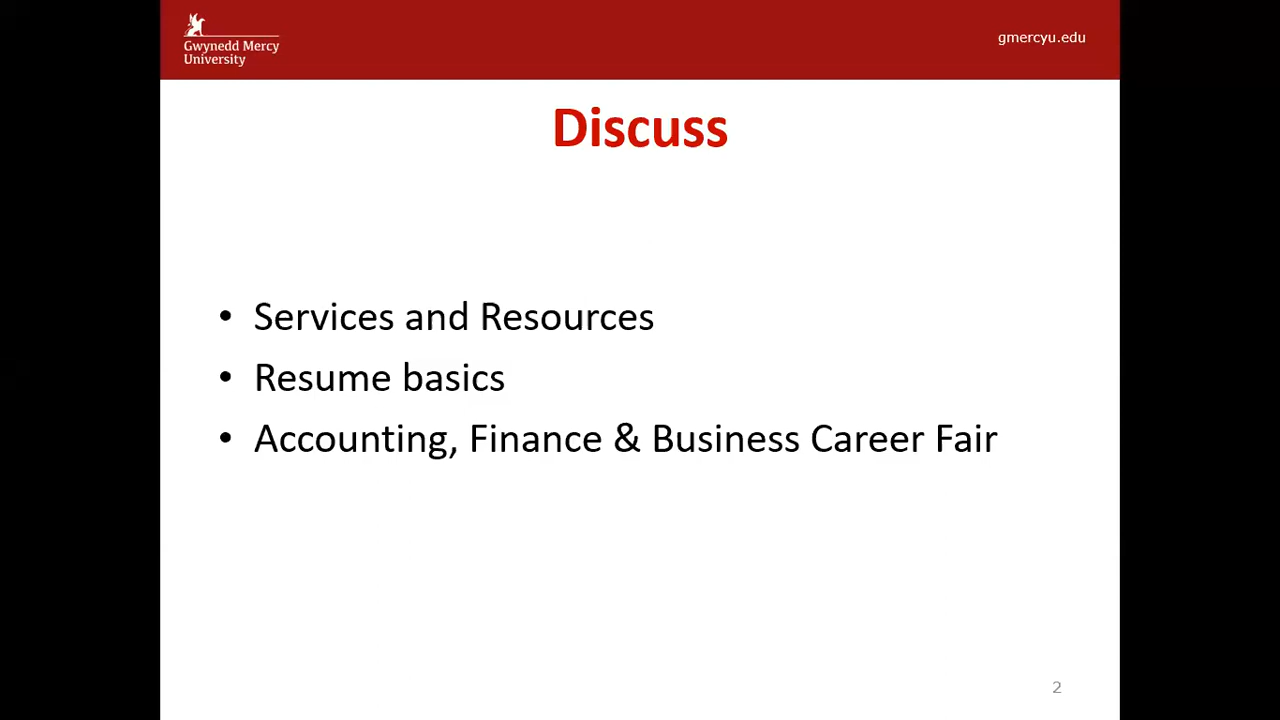 Gwynedd Mercy
University
gmercyu.edu
Discuss
• Services and Resources
• Resume basics
• Accounting, Finance & Business Career Fair
2